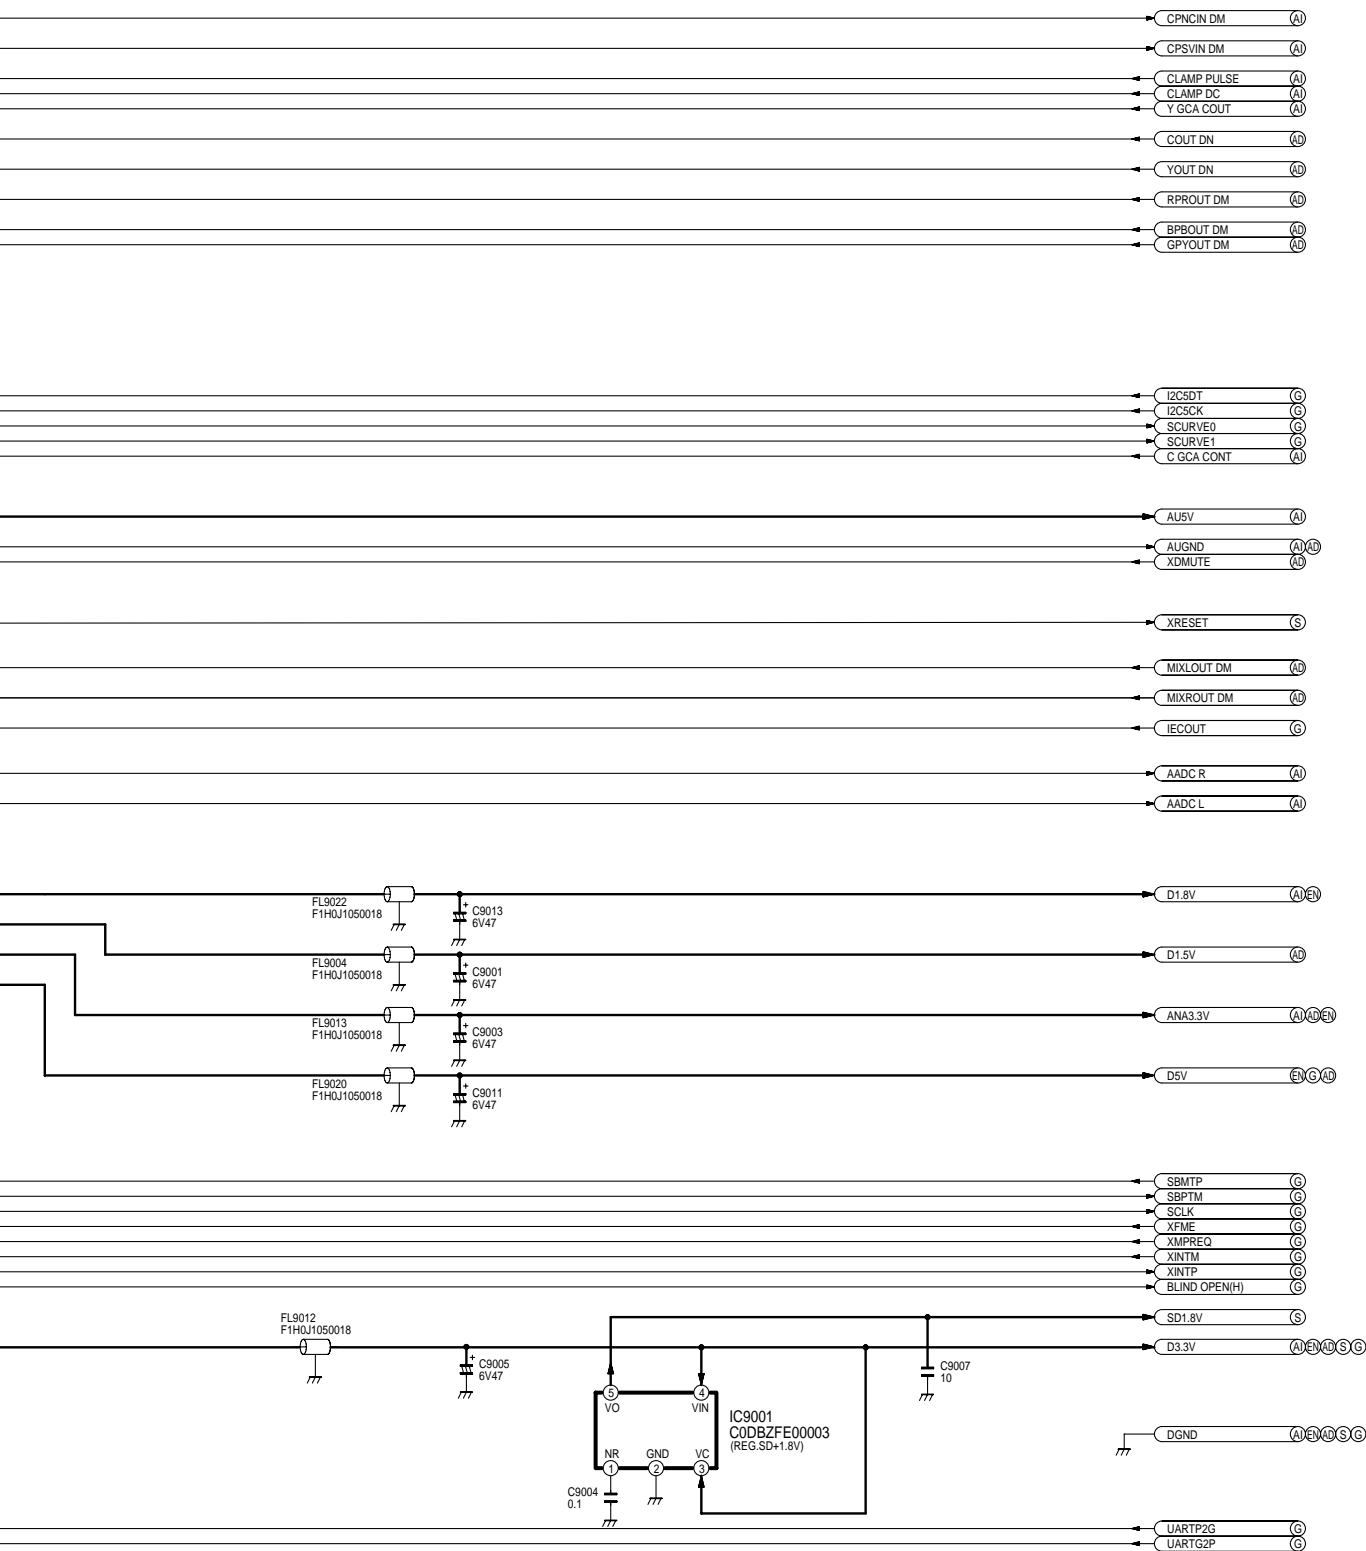 CPNCIN DM AI
CPSVIN DM AI
CLAMP PULSE AI
CLAMP DC AI
Y GCA COUT AI
COUT DN AD
YOUT DN AD
RPROUT DM AD
BPBOUT DM AD
GPYOUT DM AD
I2C5DT G
I2C5CK G
SCURVE0 G
SCURVE1 G
C GCA CONT AI
AU5V AI
AUGND AI AD
XDMUTE AD
XRESET S
MIXLOUT DM AD
MIXROUT DM AD
IECOUT G
AADC R AI
AADC L AI
FL9022
F1H0J1050018
+
C9013
6V47
D1.8V AI EN
FL9004
F1H0J1050018
+
C9001
6V47
D1.5V AD
FL9013
F1H0J1050018
+
C9003
6V47
ANA3.3V AI AD EN
FL9020
F1H0J1050018
+
C9011
6V47
D5V EN G AD
SBMTP G
SBPTM G
SCLK G
XFME G
XMPREQ G
XINTM G
XINTP G
BLIND OPEN(H) G
SD1.8V S
FL9012
F1H0J1050018
D3.3V AI EN AD S G
+
C9005
6V47
C9007
10
5 4
VO VIN
IC9001
C0DBZFE00003
(REG.SD+1.8V)
NR GND VC
1 2 3
C9004
0.1
DGND AI EN AD S G
UARTP2G G
UARTG2P G